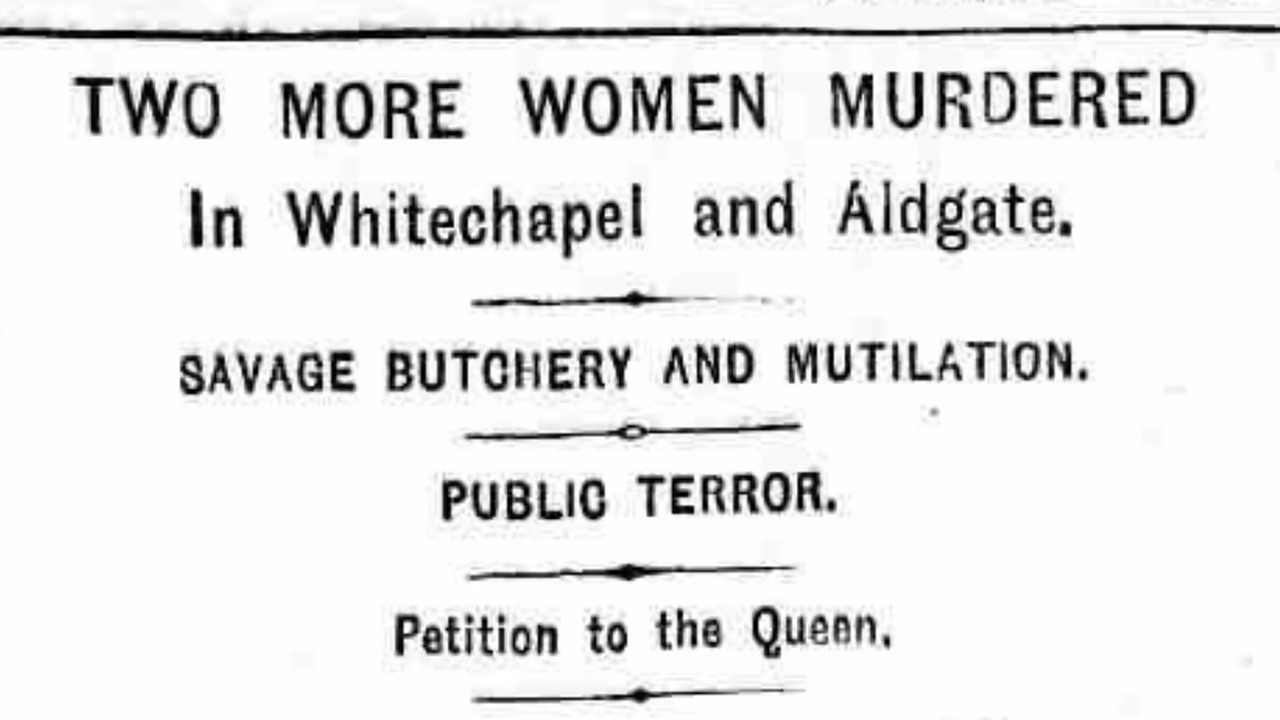 TWO MORE WOMEN MURDERED
In Whitechapel and Aldgate.
SAVAGE BUTCHERY AND MUTILATION.
PUBLIC TERROR.
Petition to the Queen.